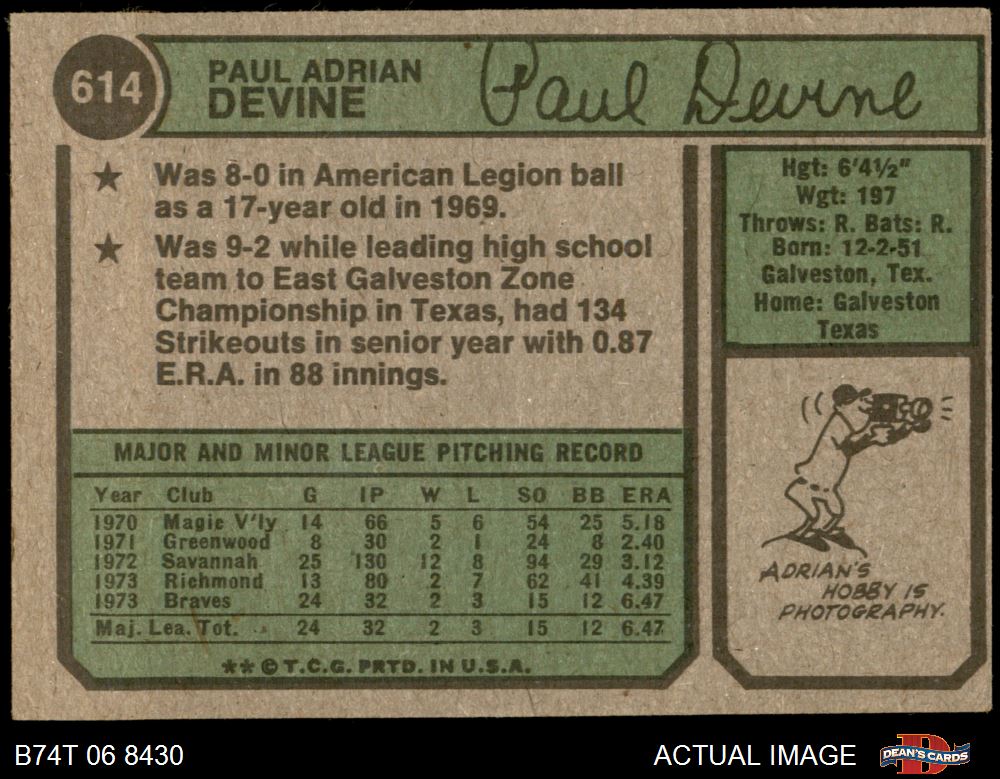 614
PAUL ADRIAN
DEVINE
Paul Devine
★ Was 8-0 in American Legion ball
as a 17-year old in 1969.
★ Was 9-2 while leading high school
team to East Galveston Zone
Championship in Texas, had 134
Strikeouts in senior year with 0.87
E.R.A. in 88 innings.
Hgt: 6'4½"
Wgt: 197
Throws: R. Bats: R.
Born: 12-2-51
Galveston, Tex.
Home: Galveston
Texas
MAJOR AND MINOR LEAGUE PITCHING RECORD
Year Club G IP W L SO BB ERA
1970 Magic V'ly 14 66 5 6 54 25 5.18
1971 Greenwood 8 30 2 1 24 8 2.40
1972 Savannah 25 130 12 8 94 29 3.12
1973 Richmond 13 80 2 7 62 41 4.39
1973 Braves 24 32 2 3 15 12 6.47
Maj. Lea. Tot. 24 32 2 3 15 12 6.47
** © T.C.G. PRTD. IN U.S.A.
ADRIAN'S
HOBBY IS
PHOTOGRAPHY.
B74T 06 8430
ACTUAL IMAGE
D
DEAN'S CARDS